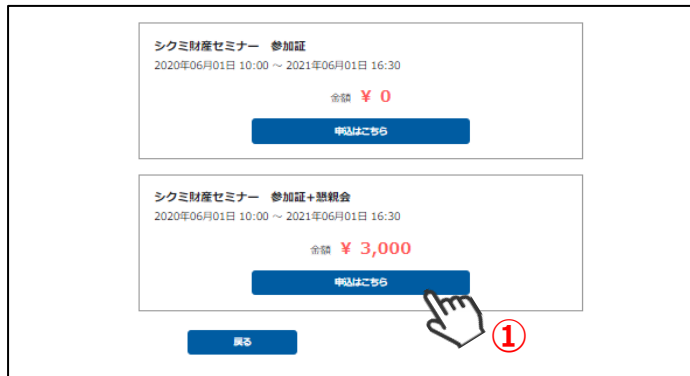 シクミ財産セミナー　参加証
2020年06月01日 10:00 ～ 2021年06月01日 16:30
金額 ¥ 0
申込はこちら
シクミ財産セミナー　参加証+懇親会
2020年06月01日 10:00 ～ 2021年06月01日 16:30
金額 ¥ 3,000
申込はこちら
戻る
①